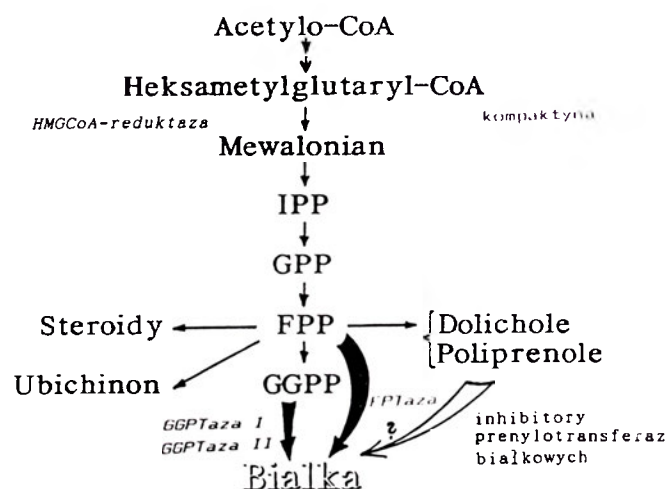 Acetylo-CoA
Heksametylglutaryl-CoA
HMGCoA-reduktaza
kompaktyna
Mewalonian
IPP
GPP
Steroidy
FPP
Dolichole
Poliprenole
Ubichinon
GGPP
FPTaza
GGPTaza I
GGPTaza II
?
inhibitory
prenylotransferaz
białkowych
Białka